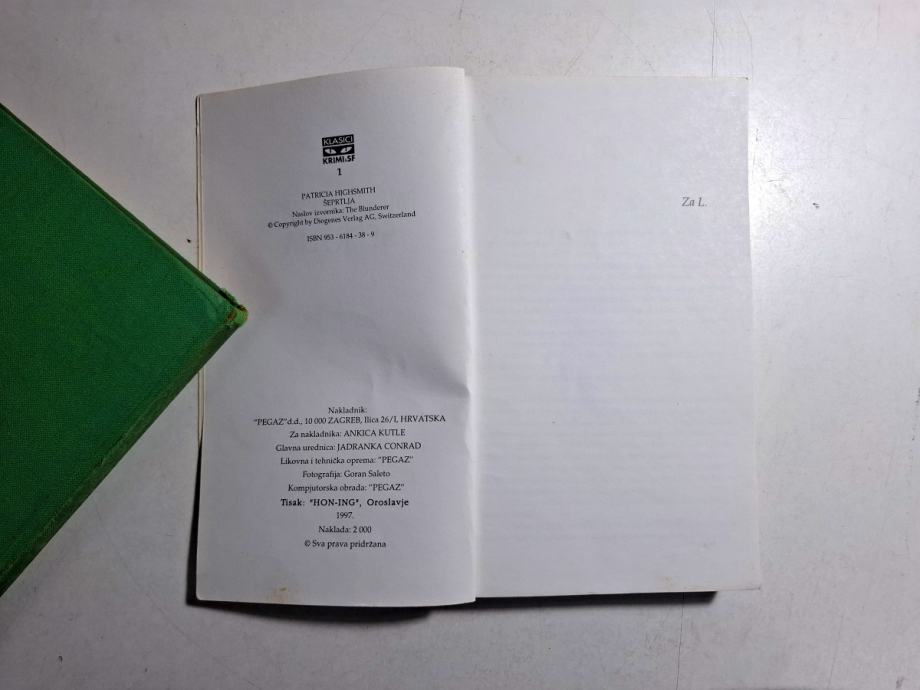 KLASICI
KRIMI&SF
1
PATRICIA HIGHSMITH
ŠEPRTLJA
Naslov izvornika: The Blunderer
© Copyright by Diogenes Verlag AG, Switzerland
ISBN 953 - 6184 - 38 - 9
Nakladnik:
"PEGAZ"d.d., 10 000 ZAGREB, Ilica 26/I, HRVATSKA
Za nakladnika: ANKICA KUTLE
Glavna urednica: JADRANKA CONRAD
Likovna i tehnička oprema: "PEGAZ"
Fotografija: Goran Saleto
Kompjutorska obrada: "PEGAZ"
Tisak: "HON-ING", Oroslavje
1997.
Naklada: 2 000
© Sva prava pridržana
Za L.